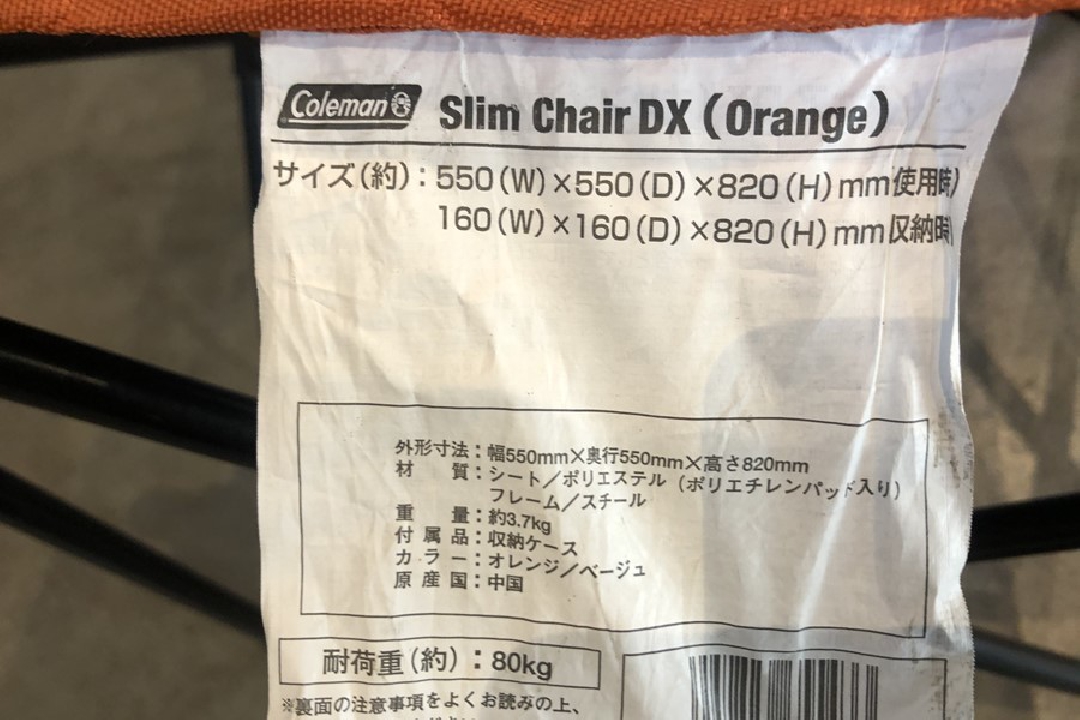 Coleman Slim Chair DX (Orange)
サイズ(約):550(W)×550(D)×820(H)mm使用時)
160(W)×160(D)×820(H)mm収納時)
外形寸法:幅550mm×奥行550mm×高さ820mm
材 質:シート/ポリエステル(ポリエチレンパッド入り)
フレーム/スチール
重 量:約3.7kg
付属品:収納ケース
カラー:オレンジ/ベージュ
原産国:中国
耐荷重(約):80kg
※裏面の注意事項をよくお読みの上、